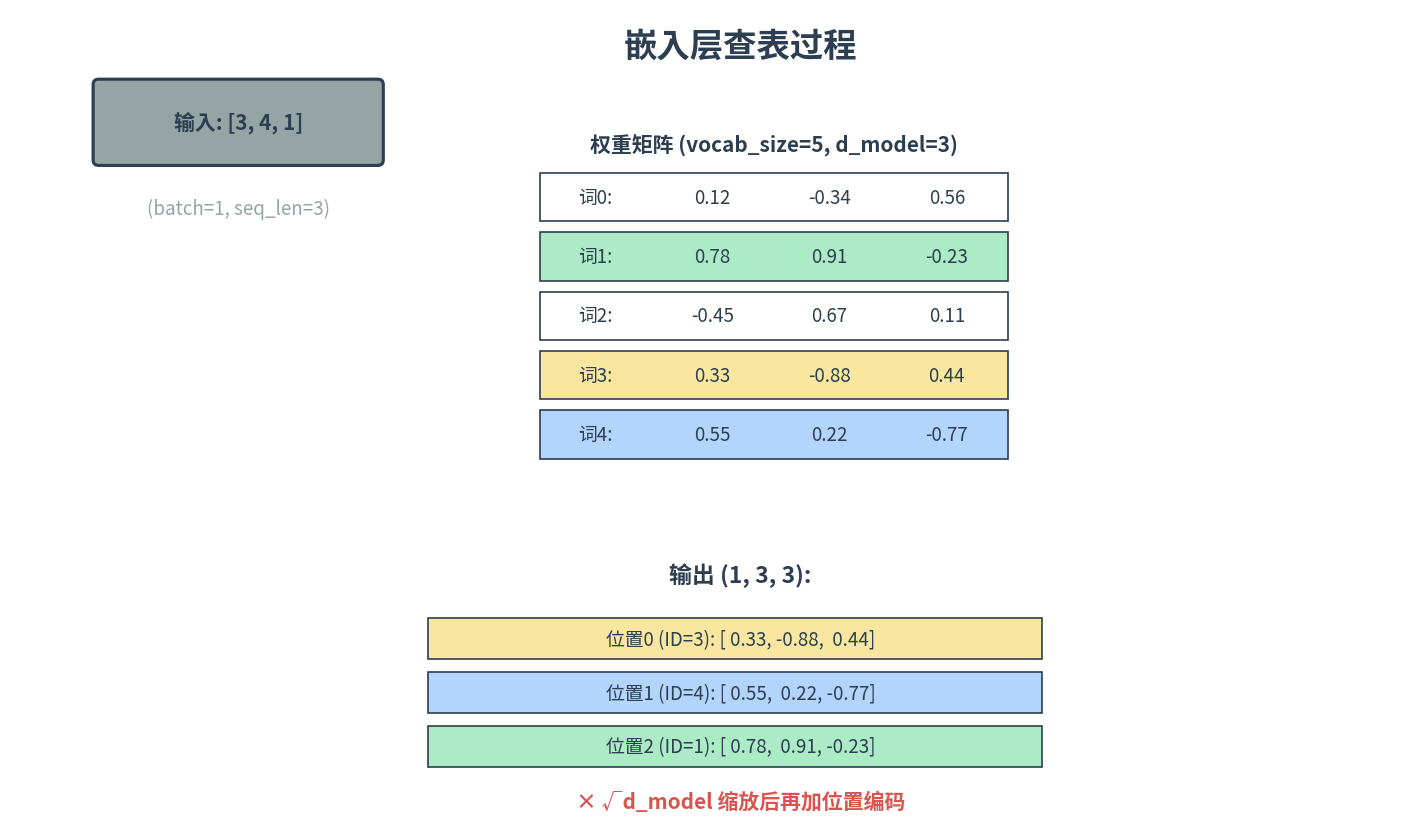 嵌入层查表过程
输入: [3, 4, 1]
(batch=1, seq_len=3)
权重矩阵 (vocab_size=5, d_model=3)
词0: 0.12 -0.34 0.56
词1: 0.78 0.91 -0.23
词2: -0.45 0.67 0.11
词3: 0.33 -0.88 0.44
词4: 0.55 0.22 -0.77
输出 (1, 3, 3):
位置0 (ID=3): [ 0.33, -0.88,  0.44]
位置1 (ID=4): [ 0.55,  0.22, -0.77]
位置2 (ID=1): [ 0.78,  0.91, -0.23]
× √d_model 缩放后再加位置编码